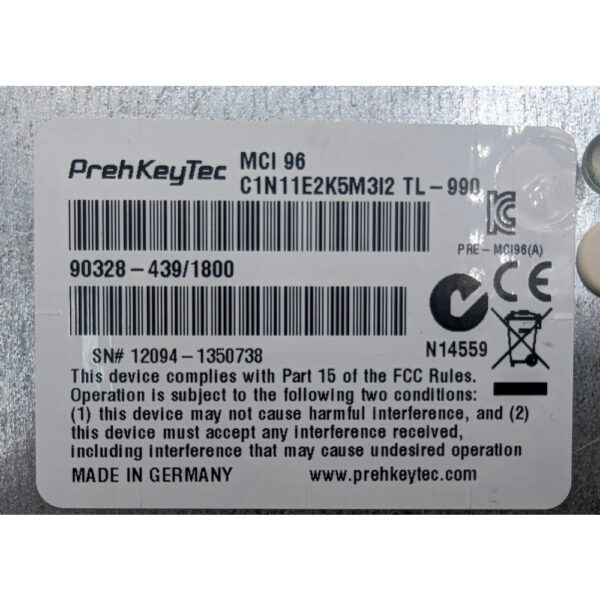 PrehKeyTec
MCI 96
C1N11E2K5M3I2 TL-990
PRE-MCI96(A)
90328-439/1800
CE
N14559
SN# 12094-1350738
This device complies with Part 15 of the FCC Rules.
Operation is subject to the following two conditions:
(1) this device may not cause harmful interference, and (2)
this device must accept any interference received,
including interference that may cause undesired operation
MADE IN GERMANY
www.prehkeytec.com